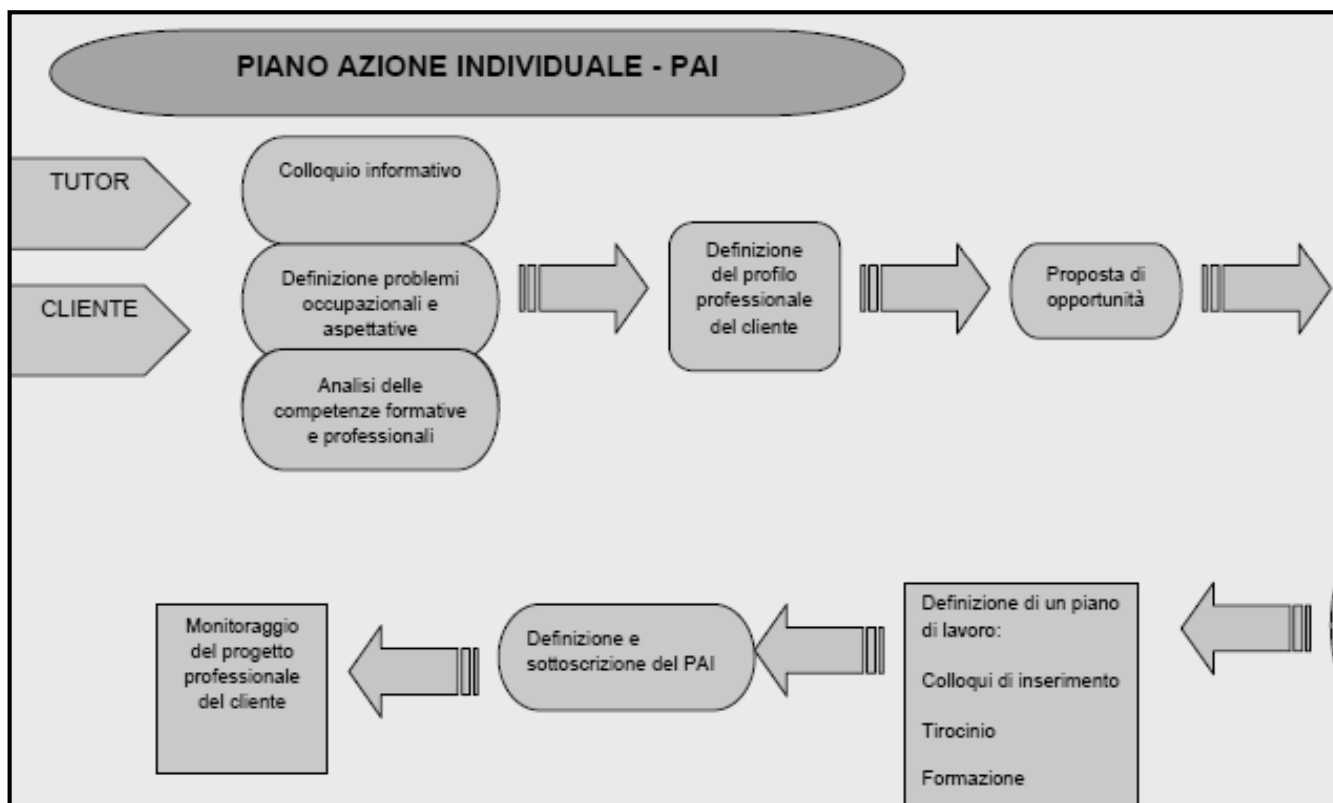 PIANO AZIONE INDIVIDUALE - PAI
TUTOR
CLIENTE
Colloquio informativo
Definizione problemi
occupazionali e
aspettative
Analisi delle
competenze formative
e professionali
Definizione
del profilo
professionale
del cliente
Proposta di
opportunità
Definizione di un piano
di lavoro:
Colloqui di inserimento
Tirocinio
Formazione
Definizione e
sottoscrizione del PAI
Monitoraggio
del progetto
professionale
del cliente